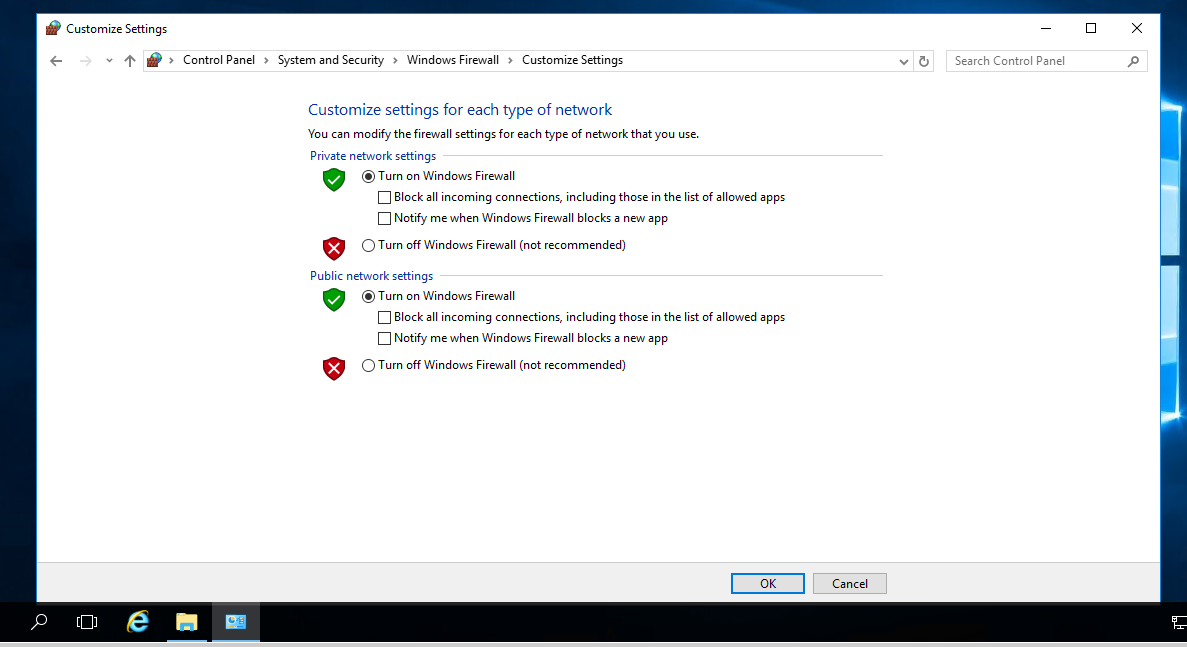 Customize Settings
Control Panel > System and Security > Windows Firewall > Customize Settings
Search Control Panel
Customize settings for each type of network
You can modify the firewall settings for each type of network that you use.
Private network settings
Turn on Windows Firewall
Block all incoming connections, including those in the list of allowed apps
Notify me when Windows Firewall blocks a new app
Turn off Windows Firewall (not recommended)
Public network settings
Turn on Windows Firewall
Block all incoming connections, including those in the list of allowed apps
Notify me when Windows Firewall blocks a new app
Turn off Windows Firewall (not recommended)
OK Cancel